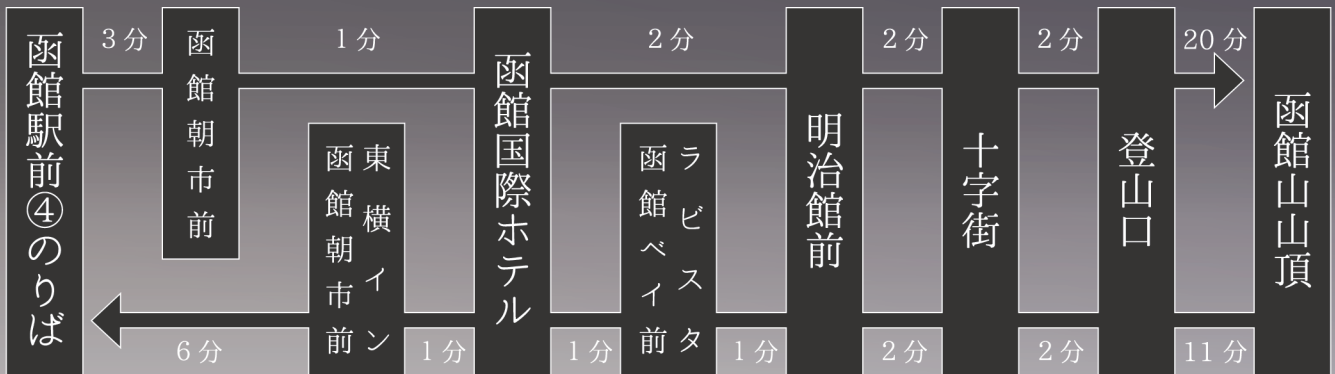 函館駅前④のりば
3分
函館朝市前
1分
函館国際ホテル
2分
明治館前
2分
十字街
2分
登山口
20分
函館山山頂
11分
2分
2分
1分
ラビスタ
函館ベイ前
1分
1分
東横イン
函館朝市前
6分